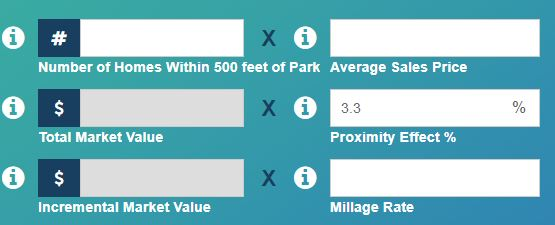 # X
Number of Homes Within 500 feet of Park Average Sales Price
$ X 3.3 %
Total Market Value Proximity Effect %
$ X
Incremental Market Value Millage Rate